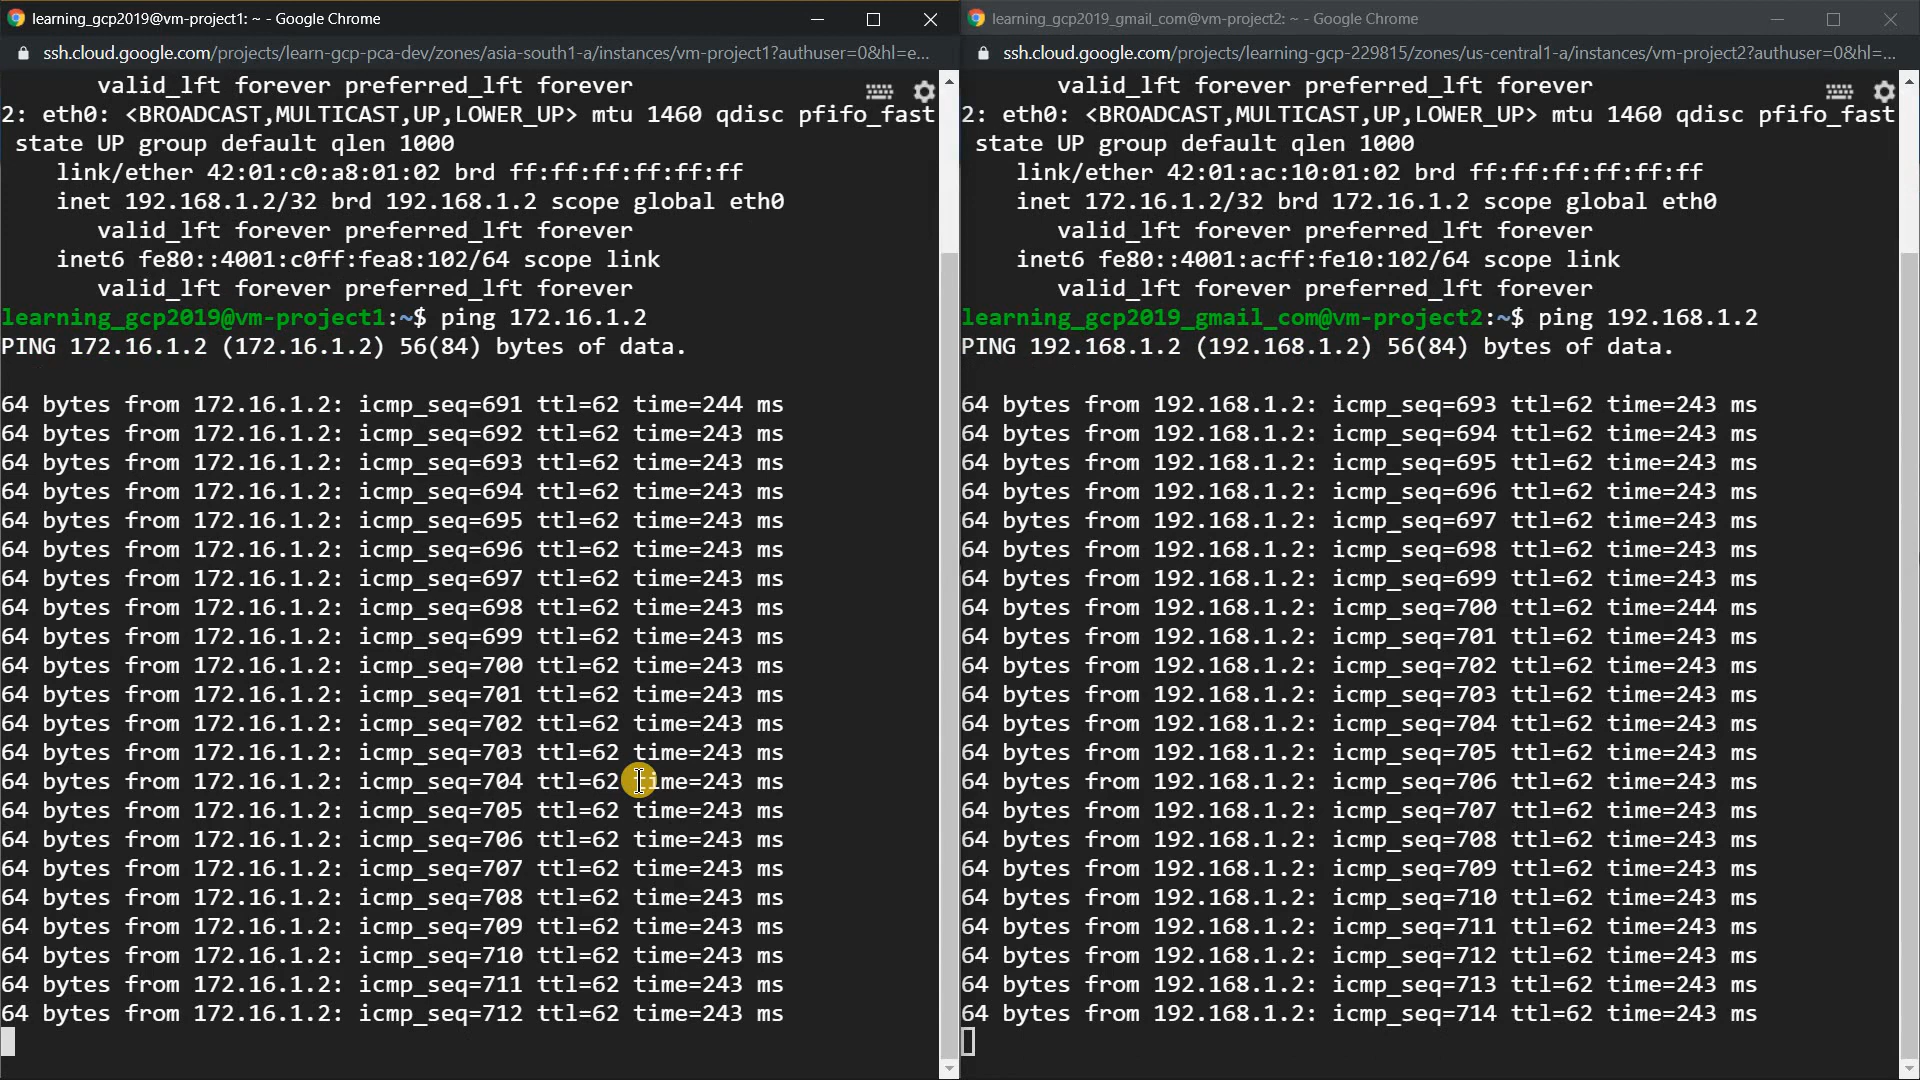 learning_gcp2019@vm-project1: ~ - Google Chrome
ssh.cloud.google.com/projects/learn-gcp-pca-dev/zones/asia-south1-a/instances/vm-project1?authuser=0&hl=e...
valid_lft forever preferred_lft forever
2: eth0: <BROADCAST,MULTICAST,UP,LOWER_UP> mtu 1460 qdisc pfifo_fast
state UP group default qlen 1000
link/ether 42:01:c0:a8:01:02 brd ff:ff:ff:ff:ff:ff
inet 192.168.1.2/32 brd 192.168.1.2 scope global eth0
valid_lft forever preferred_lft forever
inet6 fe80::4001:c0ff:fea8:102/64 scope link
valid_lft forever preferred_lft forever
learning_gcp2019@vm-project1:~$ ping 172.16.1.2
PING 172.16.1.2 (172.16.1.2) 56(84) bytes of data.
64 bytes from 172.16.1.2: icmp_seq=691 ttl=62 time=244 ms
64 bytes from 172.16.1.2: icmp_seq=692 ttl=62 time=243 ms
64 bytes from 172.16.1.2: icmp_seq=693 ttl=62 time=243 ms
64 bytes from 172.16.1.2: icmp_seq=694 ttl=62 time=243 ms
64 bytes from 172.16.1.2: icmp_seq=695 ttl=62 time=243 ms
64 bytes from 172.16.1.2: icmp_seq=696 ttl=62 time=243 ms
64 bytes from 172.16.1.2: icmp_seq=697 ttl=62 time=243 ms
64 bytes from 172.16.1.2: icmp_seq=698 ttl=62 time=243 ms
64 bytes from 172.16.1.2: icmp_seq=699 ttl=62 time=243 ms
64 bytes from 172.16.1.2: icmp_seq=700 ttl=62 time=243 ms
64 bytes from 172.16.1.2: icmp_seq=701 ttl=62 time=243 ms
64 bytes from 172.16.1.2: icmp_seq=702 ttl=62 time=243 ms
64 bytes from 172.16.1.2: icmp_seq=703 ttl=62 time=243 ms
64 bytes from 172.16.1.2: icmp_seq=704 ttl=62 time=243 ms
64 bytes from 172.16.1.2: icmp_seq=705 ttl=62 time=243 ms
64 bytes from 172.16.1.2: icmp_seq=706 ttl=62 time=243 ms
64 bytes from 172.16.1.2: icmp_seq=707 ttl=62 time=243 ms
64 bytes from 172.16.1.2: icmp_seq=708 ttl=62 time=243 ms
64 bytes from 172.16.1.2: icmp_seq=709 ttl=62 time=243 ms
64 bytes from 172.16.1.2: icmp_seq=710 ttl=62 time=243 ms
64 bytes from 172.16.1.2: icmp_seq=711 ttl=62 time=243 ms
64 bytes from 172.16.1.2: icmp_seq=712 ttl=62 time=243 ms
learning_gcp2019_gmail_com@vm-project2: ~ - Google Chrome
ssh.cloud.google.com/projects/learning-gcp-229815/zones/us-central1-a/instances/vm-project2?authuser=0&hl=...
valid_lft forever preferred_lft forever
2: eth0: <BROADCAST,MULTICAST,UP,LOWER_UP> mtu 1460 qdisc pfifo_fast
state UP group default qlen 1000
link/ether 42:01:ac:10:01:02 brd ff:ff:ff:ff:ff:ff
inet 172.16.1.2/32 brd 172.16.1.2 scope global eth0
valid_lft forever preferred_lft forever
inet6 fe80::4001:acff:fe10:102/64 scope link
valid_lft forever preferred_lft forever
learning_gcp2019_gmail_com@vm-project2:~$ ping 192.168.1.2
PING 192.168.1.2 (192.168.1.2) 56(84) bytes of data.
64 bytes from 192.168.1.2: icmp_seq=693 ttl=62 time=243 ms
64 bytes from 192.168.1.2: icmp_seq=694 ttl=62 time=243 ms
64 bytes from 192.168.1.2: icmp_seq=695 ttl=62 time=243 ms
64 bytes from 192.168.1.2: icmp_seq=696 ttl=62 time=243 ms
64 bytes from 192.168.1.2: icmp_seq=697 ttl=62 time=243 ms
64 bytes from 192.168.1.2: icmp_seq=698 ttl=62 time=243 ms
64 bytes from 192.168.1.2: icmp_seq=699 ttl=62 time=243 ms
64 bytes from 192.168.1.2: icmp_seq=700 ttl=62 time=244 ms
64 bytes from 192.168.1.2: icmp_seq=701 ttl=62 time=243 ms
64 bytes from 192.168.1.2: icmp_seq=702 ttl=62 time=243 ms
64 bytes from 192.168.1.2: icmp_seq=703 ttl=62 time=243 ms
64 bytes from 192.168.1.2: icmp_seq=704 ttl=62 time=243 ms
64 bytes from 192.168.1.2: icmp_seq=705 ttl=62 time=243 ms
64 bytes from 192.168.1.2: icmp_seq=706 ttl=62 time=243 ms
64 bytes from 192.168.1.2: icmp_seq=707 ttl=62 time=243 ms
64 bytes from 192.168.1.2: icmp_seq=708 ttl=62 time=243 ms
64 bytes from 192.168.1.2: icmp_seq=709 ttl=62 time=243 ms
64 bytes from 192.168.1.2: icmp_seq=710 ttl=62 time=243 ms
64 bytes from 192.168.1.2: icmp_seq=711 ttl=62 time=243 ms
64 bytes from 192.168.1.2: icmp_seq=712 ttl=62 time=243 ms
64 bytes from 192.168.1.2: icmp_seq=713 ttl=62 time=243 ms
64 bytes from 192.168.1.2: icmp_seq=714 ttl=62 time=243 ms